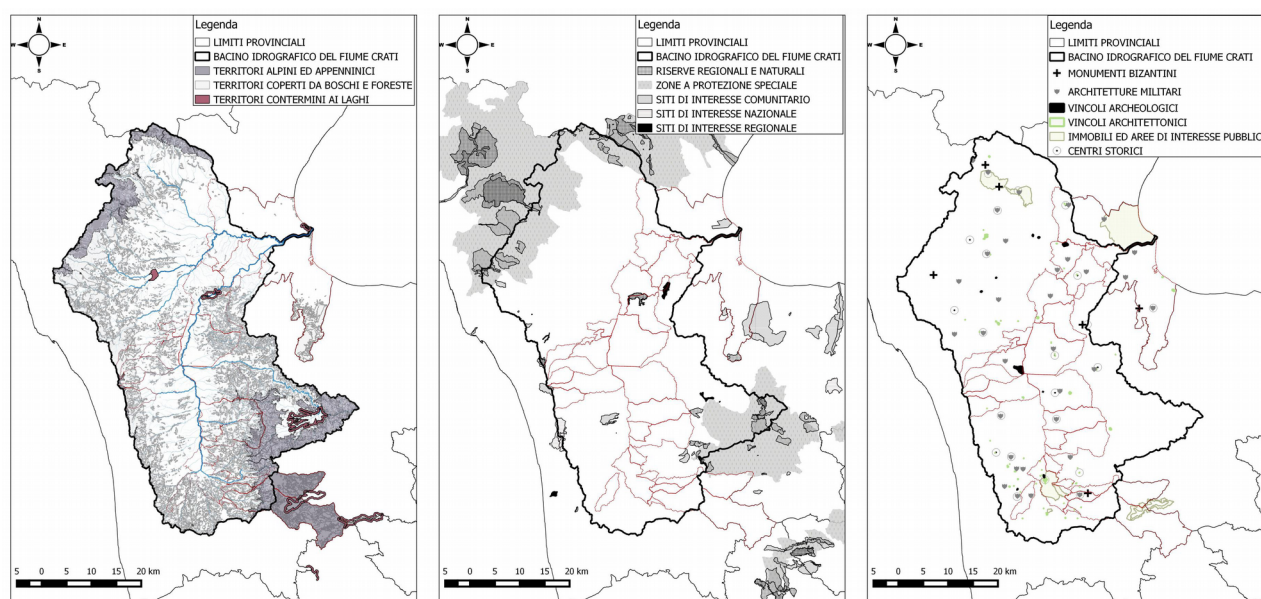 N
W
E
S
Legenda
LIMITI PROVINCIALI
BACINO IDROGRAFICO DEL FIUME CRATI
TERRITORI ALPINI ED APPENNINICI
TERRITORI COPERTI DA BOSCHI E FORESTE
TERRITORI CONTERMINI AI LAGHI
5 0 5 10 15 20 km
N
W
E
S
Legenda
LIMITI PROVINCIALI
BACINO IDROGRAFICO DEL FIUME CRATI
RISERVE REGIONALI E NATURALI
ZONE A PROTEZIONE SPECIALE
SITI DI INTERESSE COMUNITARIO
SITI DI INTERESSE NAZIONALE
SITI DI INTERESSE REGIONALE
5 0 5 10 15 20 km
N
W
E
S
Legenda
LIMITI PROVINCIALI
BACINO IDROGRAFICO DEL FIUME CRATI
MONUMENTI BIZANTINI
ARCHITETTURE MILITARI
VINCOLI ARCHEOLOGICI
VINCOLI ARCHITETTONICI
IMMOBILI ED AREE DI INTERESSE PUBBLIC
CENTRI STORICI
5 0 5 10 15 20 km